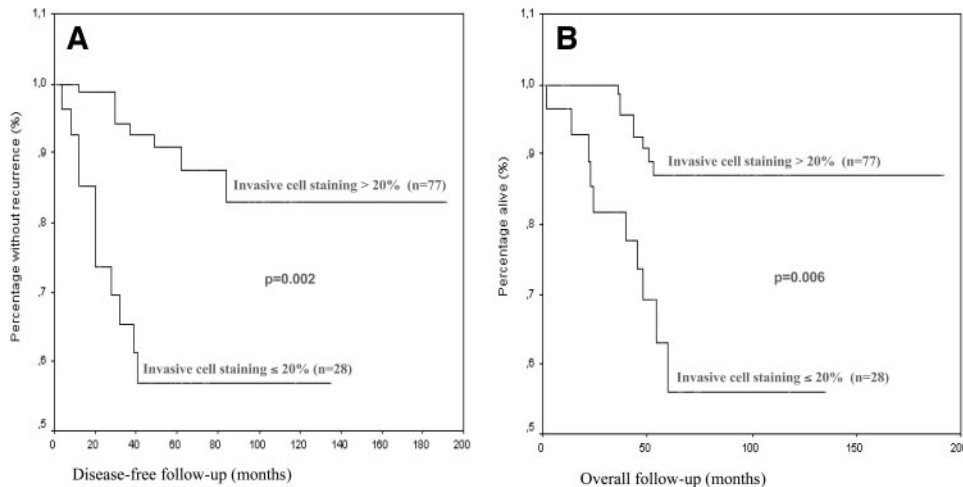 A
Percentage without recurrence (%)
1,1
1,0
,9
,8
,7
,6
,5
Invasive cell staining > 20% (n=77)
p=0.002
Invasive cell staining ≤ 20% (n=28)
0 20 40 60 80 100 120 140 160 180 200
Disease-free follow-up (months)
B
Percentage alive (%)
1,1
1,0
,9
,8
,7
,6
,5
Invasive cell staining > 20% (n=77)
p=0.006
Invasive cell staining ≤ 20% (n=28)
0 50 100 150 200
Overall follow-up (months)